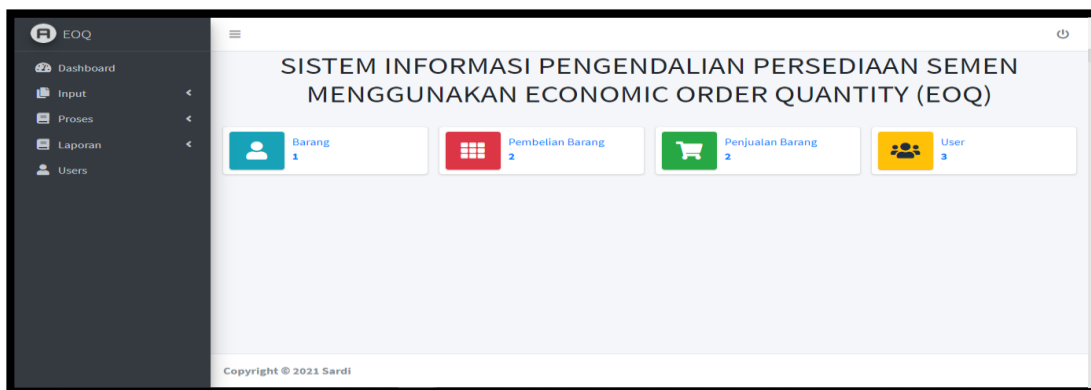 EOQ
Dashboard
Input
Proses
Laporan
Users
SISTEM INFORMASI PENGENDALIAN PERSEDIAAN SEMEN
MENGGUNAKAN ECONOMIC ORDER QUANTITY (EOQ)
Barang
1
Pembelian Barang
2
Penjualan Barang
2
User
3
Copyright © 2021 Sardi